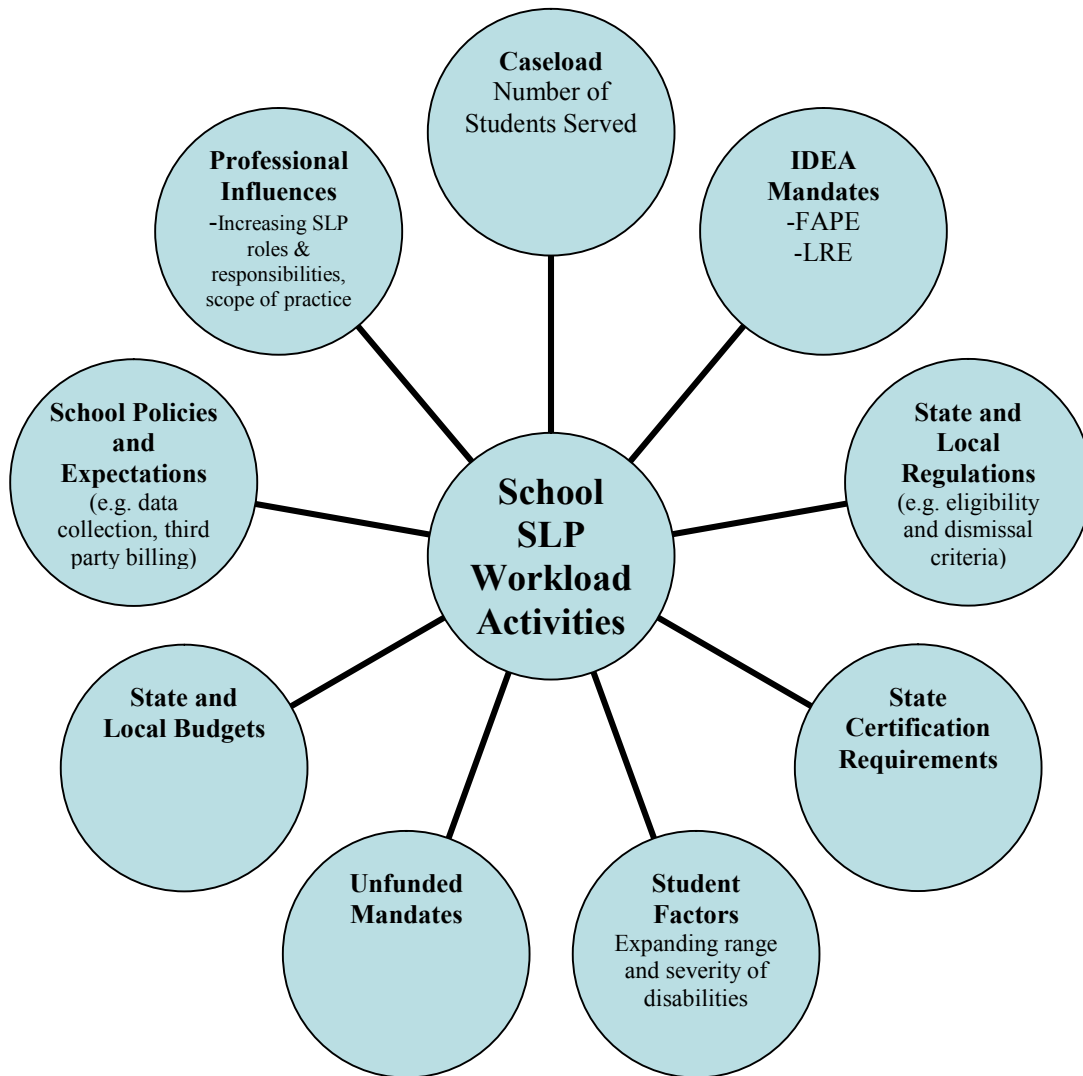 Caseload
Number of
Students Served
Professional
Influences
-Increasing SLP
roles &
responsibilities,
scope of practice
IDEA
Mandates
-FAPE
-LRE
School Policies
and
Expectations
(e.g. data
collection, third
party billing)
State and
Local
Regulations
(e.g. eligibility
and dismissal
criteria)
School
SLP
Workload
Activities
State and
Local Budgets
State
Certification
Requirements
Unfunded
Mandates
Student
Factors
Expanding range
and severity of
disabilities